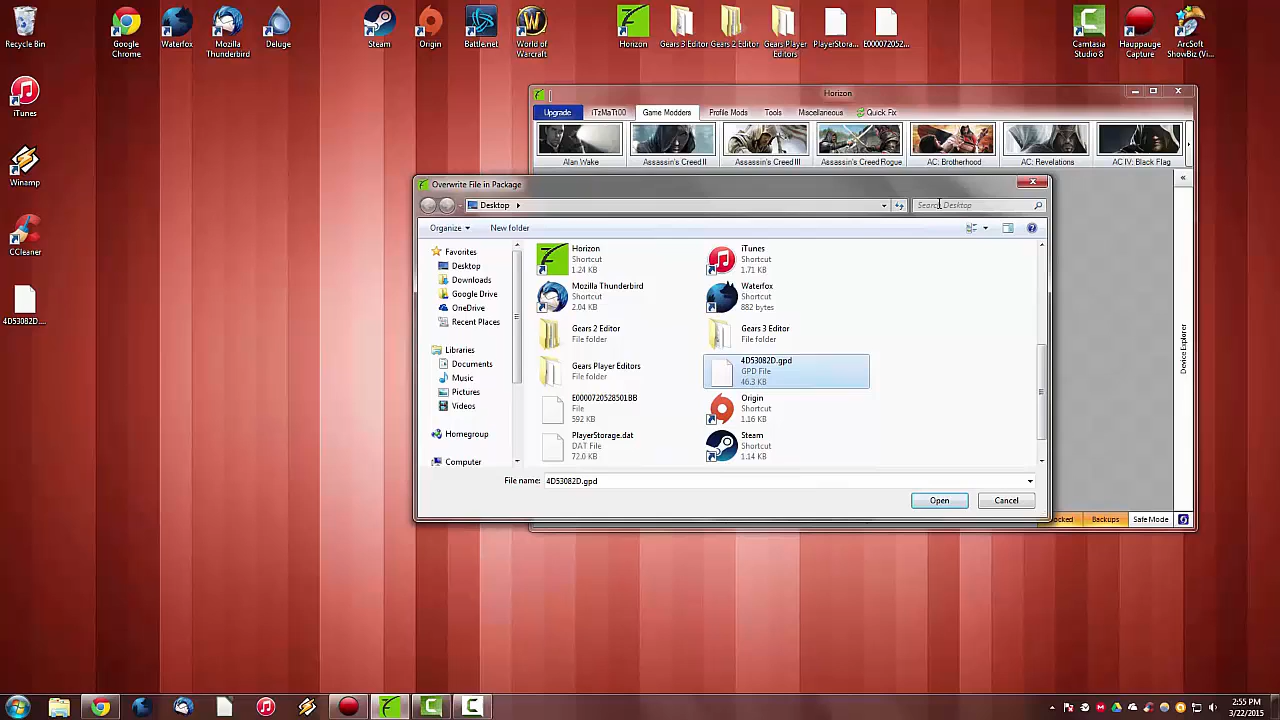 Recycle Bin
Google
Chrome
Waterfox
Mozilla
Thunderbird
Deluge
Steam
Origin
Battle.net
World of
Warcraft
Horizon
Gears 3 Editor
Gears 2 Editor
Gears Player
Editors
PlayerStora...
E000072052...
Camtasia
Studio 8
Hauppauge
Capture
ArcSoft
ShowBiz (Vi...
iTunes
Winamp
CCleaner
4D53082D....
Horizon
Upgrade
iTzMaTt00
Game Modders
Profile Mods
Tools
Miscellaneous
Quick Fix
Alan Wake
Assassin's Creed II
Assassin's Creed III
Assassin's Creed Rogue
AC: Brotherhood
AC: Revelations
AC IV: Black Flag
«
Device Explorer
Overwrite File in Package
Desktop
Search Desktop
Organize
New folder
Favorites
Desktop
Downloads
Google Drive
OneDrive
Recent Places
Libraries
Documents
Music
Pictures
Videos
Homegroup
Computer
Horizon
Shortcut
1.24 KB
iTunes
Shortcut
1.71 KB
Mozilla Thunderbird
Shortcut
2.04 KB
Waterfox
Shortcut
882 bytes
Gears 2 Editor
File folder
Gears 3 Editor
File folder
Gears Player Editors
File folder
4D53082D.gpd
GPD File
46.3 KB
E0000720528501BB
File
592 KB
Origin
Shortcut
1.16 KB
PlayerStorage.dat
DAT File
72.0 KB
Steam
Shortcut
1.14 KB
File name:
4D53082D.gpd
Open
Cancel
Backups
Safe Mode
2:55 PM
3/22/2015